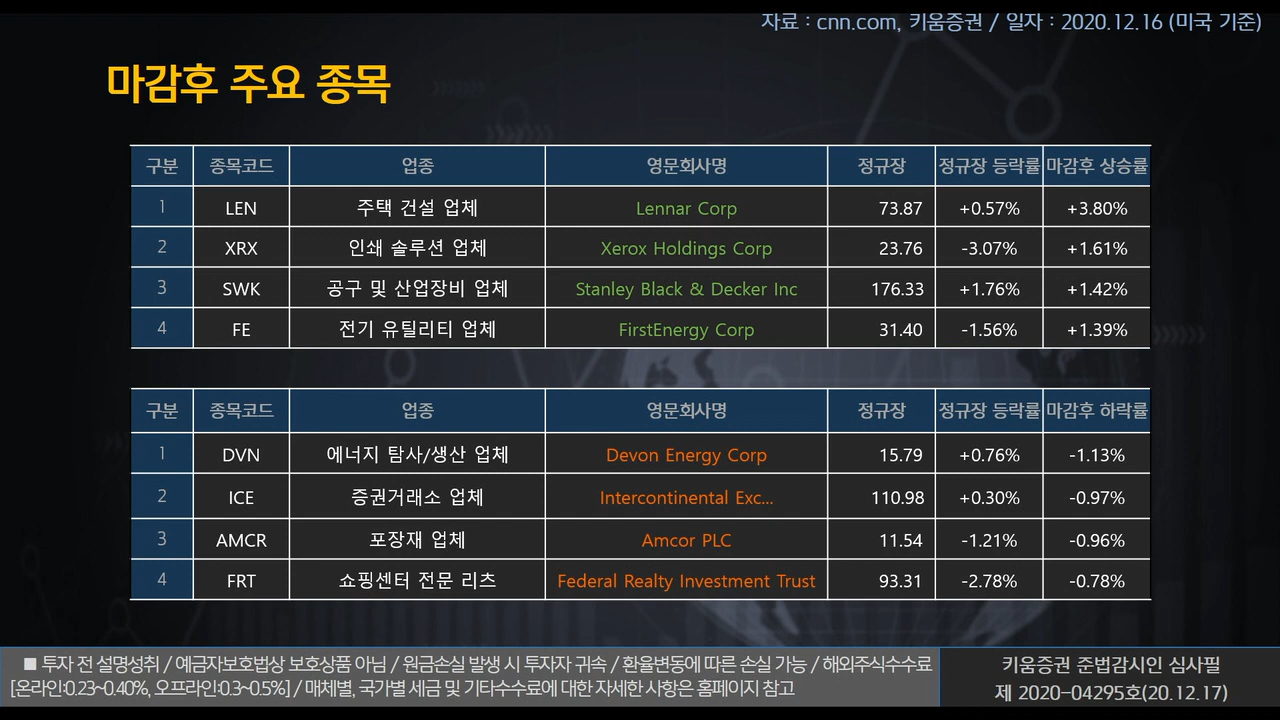 자료 : cnn.com, 키움증권 / 일자 : 2020.12.16 (미국 기준)
마감후 주요 종목
구분 종목코드 업종 영문회사명 정규장 정규장 등락률 마감후 상승률
1 LEN 주택 건설 업체 Lennar Corp 73.87 +0.57% +3.80%
2 XRX 인쇄 솔루션 업체 Xerox Holdings Corp 23.76 -3.07% +1.61%
3 SWK 공구 및 산업장비 업체 Stanley Black & Decker Inc 176.33 +1.76% +1.42%
4 FE 전기 유틸리티 업체 FirstEnergy Corp 31.40 -1.56% +1.39%
구분 종목코드 업종 영문회사명 정규장 정규장 등락률 마감후 하락률
1 DVN 에너지 탐사/생산 업체 Devon Energy Corp 15.79 +0.76% -1.13%
2 ICE 증권거래소 업체 Intercontinental Exc... 110.98 +0.30% -0.97%
3 AMCR 포장재 업체 Amcor PLC 11.54 -1.21% -0.96%
4 FRT 쇼핑센터 전문 리츠 Federal Realty Investment Trust 93.31 -2.78% -0.78%
■ 투자 전 설명성취 / 예금자보호법상 보호상품 아님 / 원금손실 발생 시 투자자 귀속 / 환율변동에 따른 손실 가능 / 해외주식수수료
[온라인:0.23~0.40%, 오프라인:0.3~0.5%] / 매체별, 국가별 세금 및 기타수수료에 대한 자세한 사항은 홈페이지 참고
키움증권 준법감시인 심사필
제 2020-04295호(20.12.17)